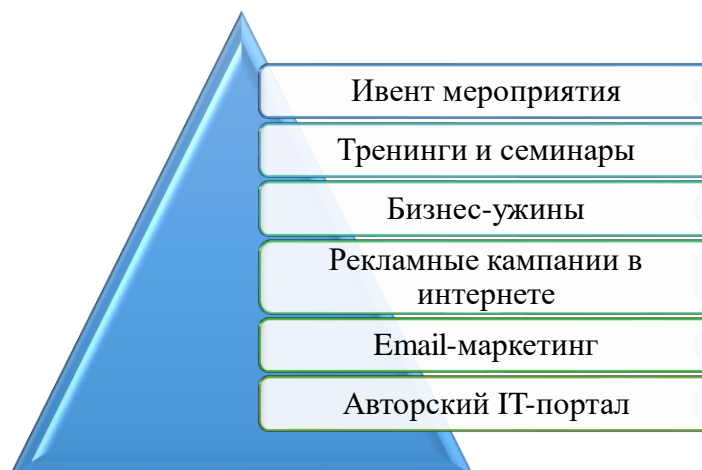 Ивент мероприятия
Тренинги и семинары
Бизнес-ужины
Рекламные кампании в
интернете
Email-маркетинг
Авторский IT-портал